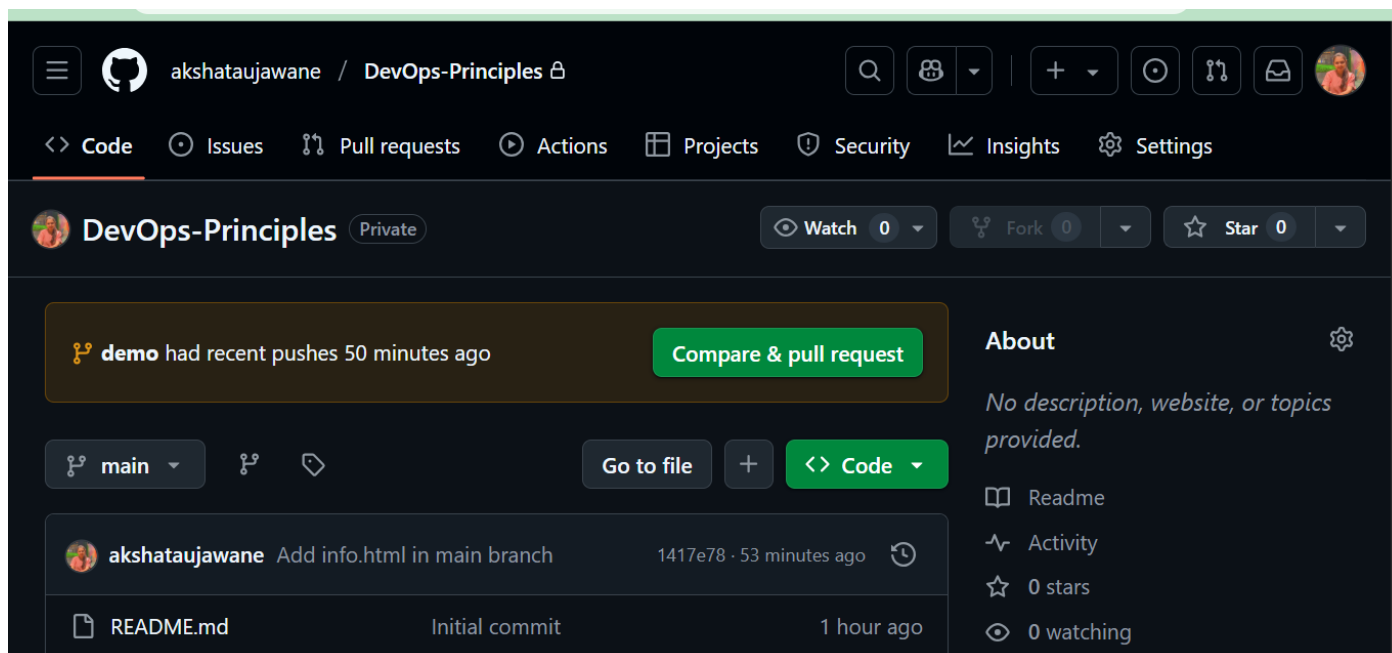 akshataujawane / DevOps-Principles
Code Issues Pull requests Actions Projects Security Insights Settings
DevOps-Principles Private Watch 0 Fork 0 Star 0
demo had recent pushes 50 minutes ago Compare & pull request
main Go to file Code
akshataujawane Add info.html in main branch 1417e78 · 53 minutes ago
README.md Initial commit 1 hour ago
About
No description, website, or topics
provided.
Readme
Activity
0 stars
0 watching